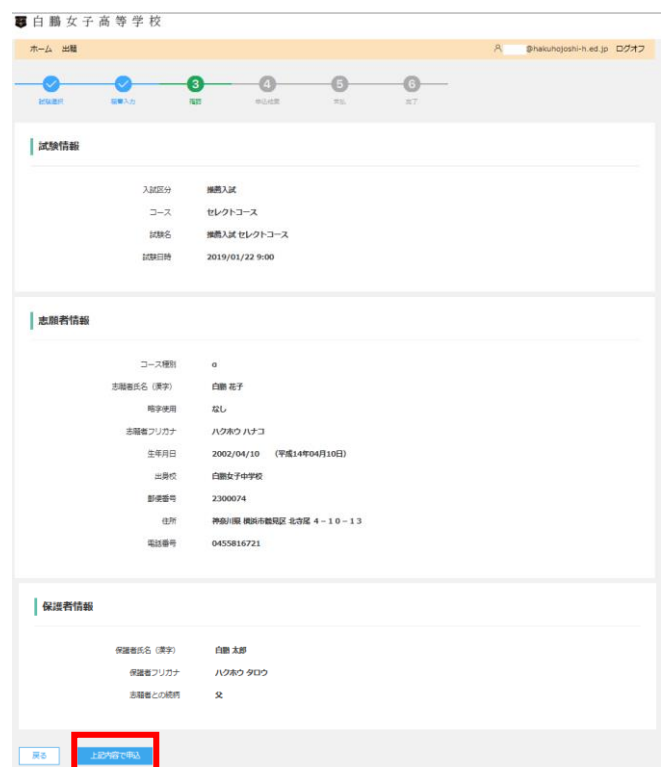 白鵬女子高等学校
ホーム 出願 @hakuhojoshi-h.ed.jp ログオフ
3 4 5 6
試験選択 志願者入力 確認 申込結果 支払 完了
試験情報
入試区分 推薦入試
コース セレクトコース
試験名 推薦入試 セレクトコース
試験日時 2019/01/22 9:00
志願者情報
コース種別 α
志願者氏名（漢字） 白鵬 花子
略字使用 なし
志願者フリガナ ハクホウ ハナコ
生年月日 2002/04/10 （平成14年04月10日）
出身校 白鵬女子中学校
郵便番号 2300074
住所 神奈川県 横浜市鶴見区 北寺尾 4－10－13
電話番号 0455816721
保護者情報
保護者氏名（漢字） 白鵬 太郎
保護者フリガナ ハクホウ タロウ
志願者との続柄 父
戻る 上記内容で申込